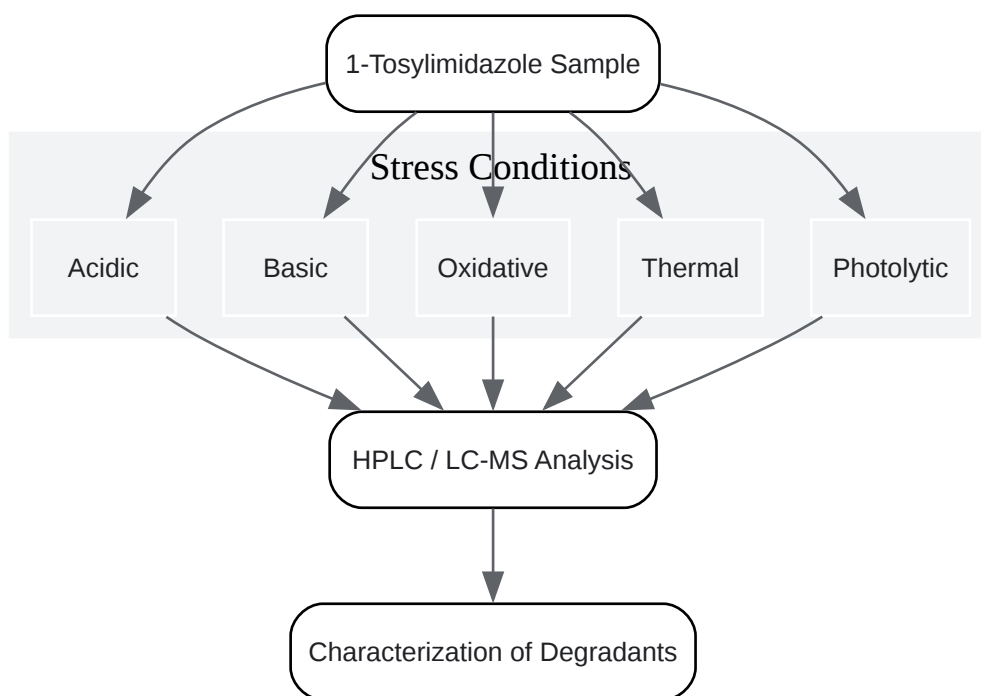 1-Tosylimidazole Sample
Stress Conditions
Acidic
Basic
Oxidative
Thermal
Photolytic
HPLC / LC-MS Analysis
Characterization of Degradants